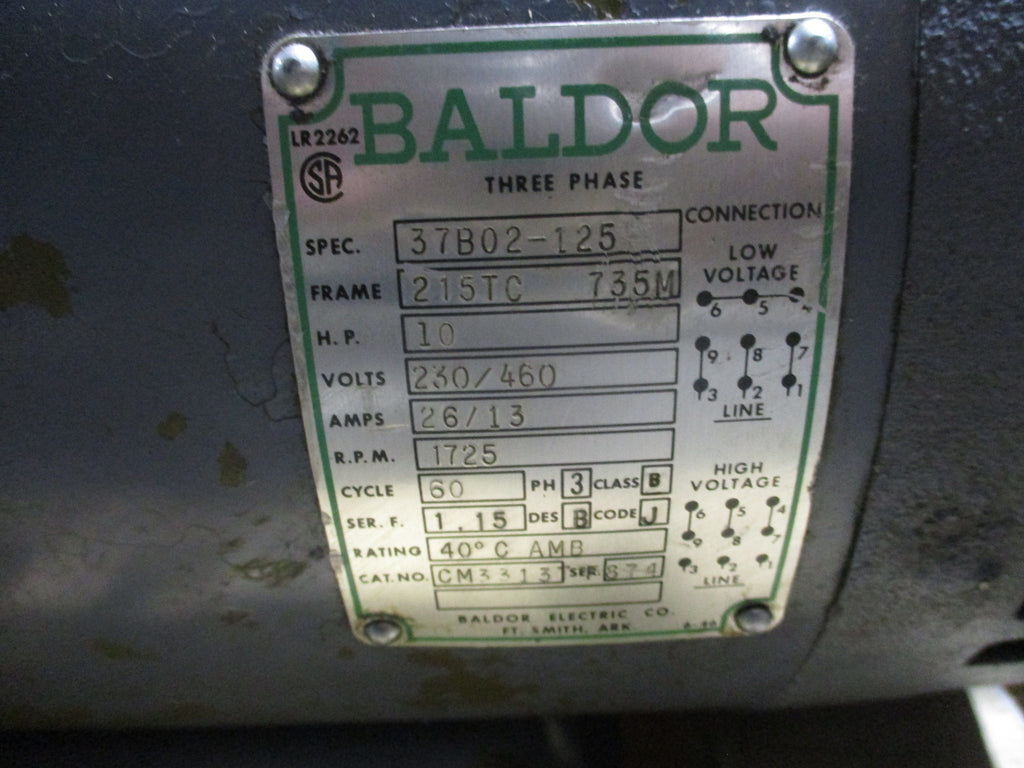 BALDOR
LR2262
SA
THREE PHASE
SPEC. 37B02-125
FRAME 215TC 735M
H.P. 10
VOLTS 230/460
AMPS 26/13
R.P.M. 1725
CYCLE 60 PH 3 CLASS B
SER. F. 1.15 DES B CODE J
RATING 40° C AMB
CAT. NO. CM3313T SER. 674
BALDOR ELECTRIC CO.
FT. SMITH, ARK
CONNECTION
LOW
VOLTAGE
6 5
9 8 7
3 2 1
LINE
HIGH
VOLTAGE
6 5 4
9 8 7
3 2 1
LINE